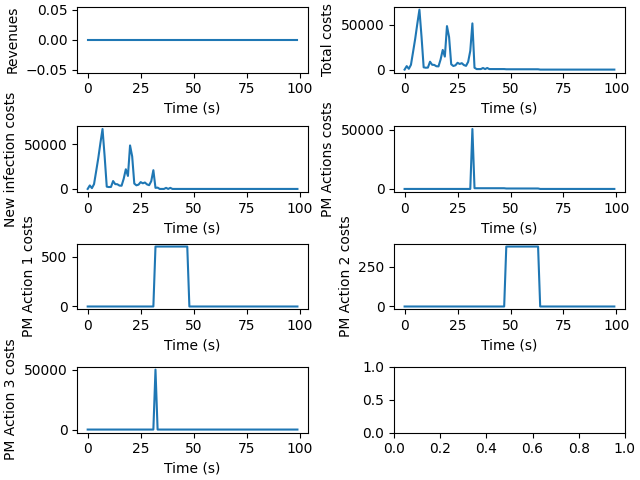 Revenues
0.05
0.00
−0.05
0 25 50 75 100
Time (s)
Total costs
50000
0
0 25 50 75 100
Time (s)
New infection costs
50000
0
0 25 50 75 100
Time (s)
PM Actions costs
50000
0
0 25 50 75 100
Time (s)
PM Action 1 costs
500
0
0 25 50 75 100
Time (s)
PM Action 2 costs
250
0
0 25 50 75 100
Time (s)
PM Action 3 costs
50000
0
0 25 50 75 100
Time (s)
1.0
0.5
0.0
0.0 0.2 0.4 0.6 0.8 1.0